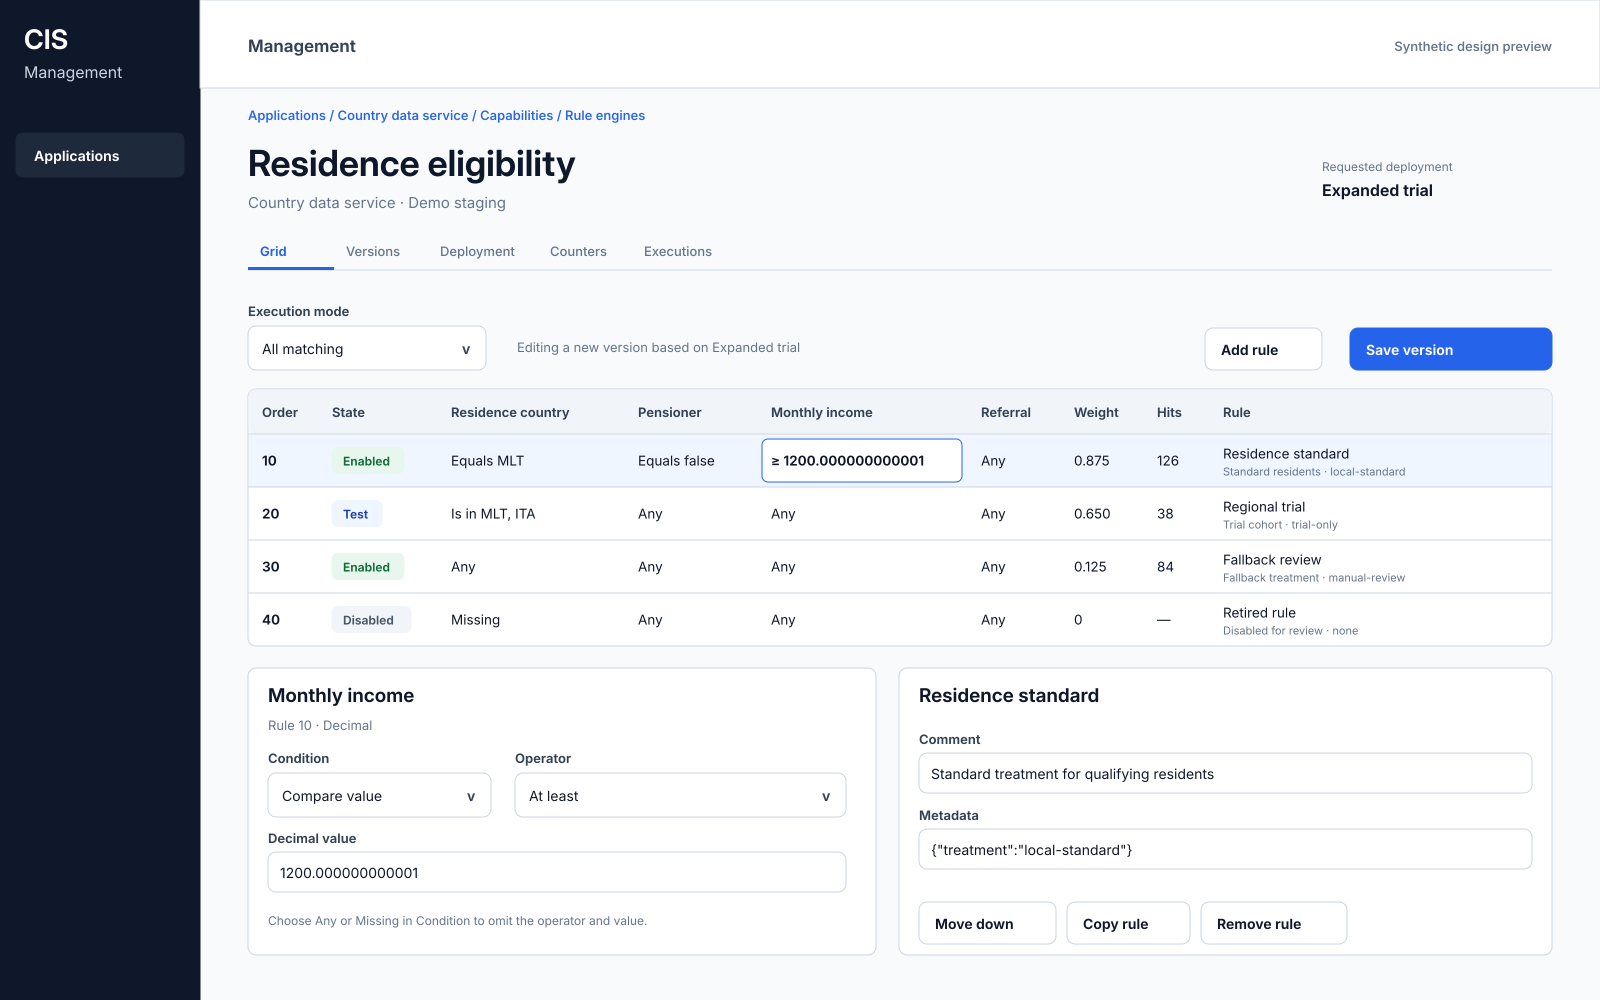 CIS
Management
Applications
Management
Synthetic design preview
Applications / Country data service / Capabilities / Rule engines
Residence eligibility
Country data service · Demo staging
Requested deployment
Expanded trial
Grid Versions Deployment Counters Executions
Execution mode
All matching v
Editing a new version based on Expanded trial
Add rule
Save version
Order State Residence country Pensioner Monthly income Referral Weight Hits Rule
10 Enabled Equals MLT Equals false ≥ 1200.000000000001 Any 0.875 126 Residence standard
Standard residents · local-standard
20 Test Is in MLT, ITA Any Any Any 0.650 38 Regional trial
Trial cohort · trial-only
30 Enabled Any Any Any Any 0.125 84 Fallback review
Fallback treatment · manual-review
40 Disabled Missing Any Any Any 0 — Retired rule
Disabled for review · none
Monthly income
Rule 10 · Decimal
Condition Operator
Compare value v At least v
Decimal value
1200.000000000001
Choose Any or Missing in Condition to omit the operator and value.
Residence standard
Comment
Standard treatment for qualifying residents
Metadata
{"treatment":"local-standard"}
Move down Copy rule Remove rule